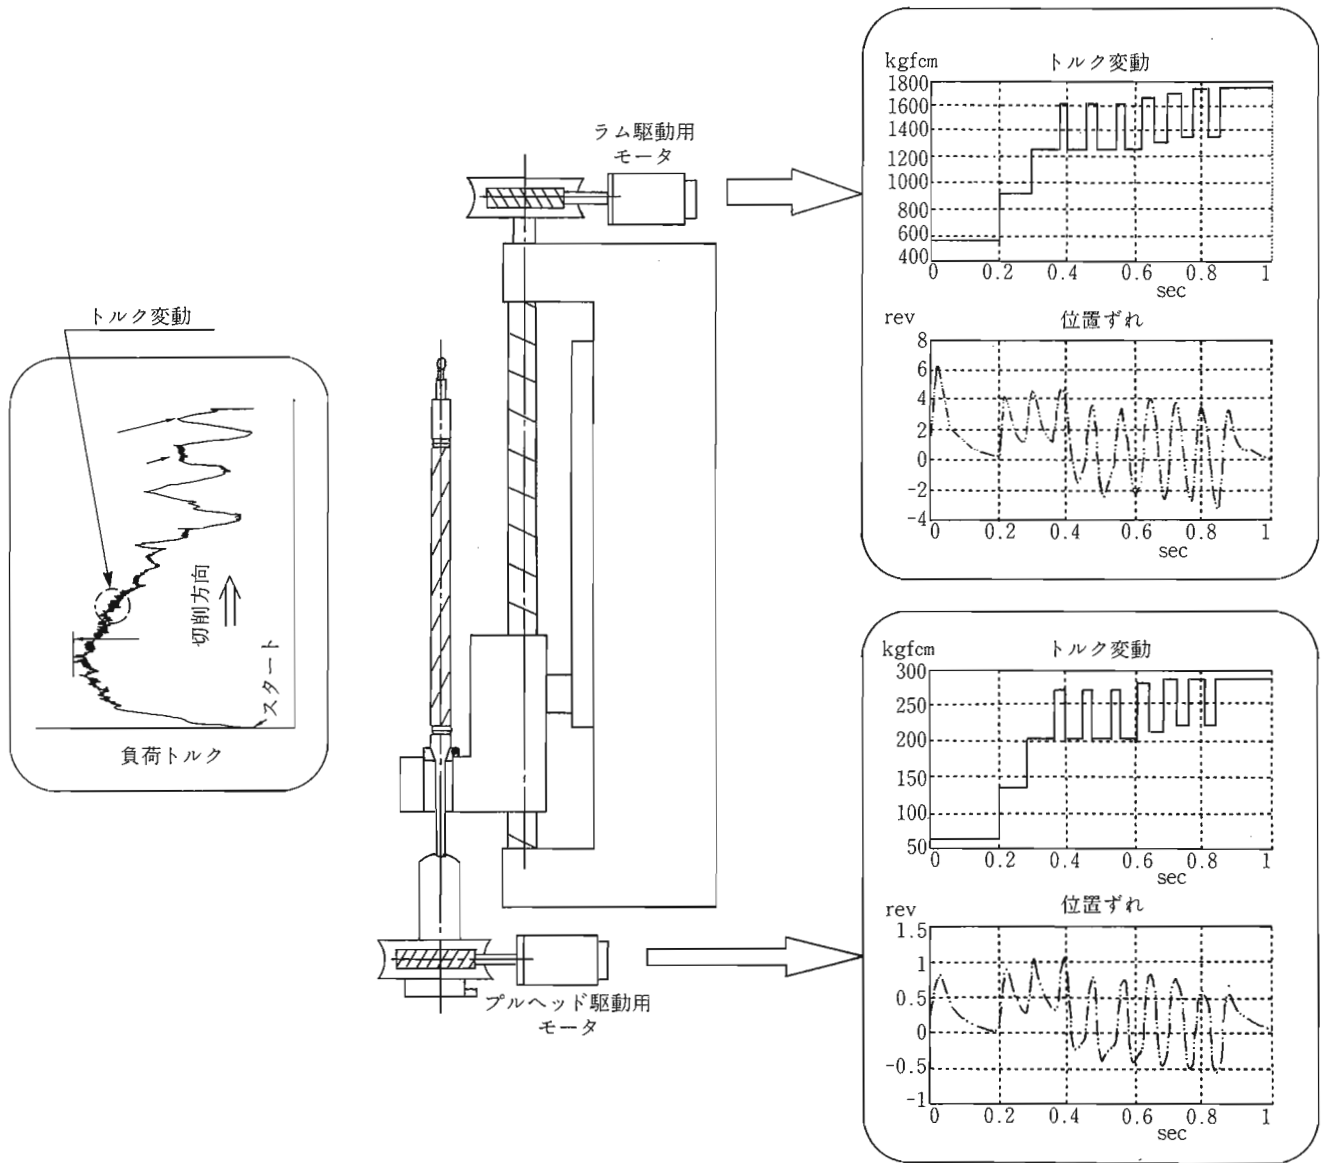 トルク変動
切削方向
スタート
負荷トルク
ラム駆動用
モータ
プルヘッド駆動用
モータ
kgfcm
トルク変動
1800
1600
1400
1200
1000
800
600
400
0 0.2 0.4 0.6 0.8 1
sec
rev
位置ずれ
8
6
4
2
0
-2
-4
0 0.2 0.4 0.6 0.8 1
sec
kgfcm
トルク変動
300
250
200
150
100
50
0 0.2 0.4 0.6 0.8 1
sec
rev
位置ずれ
1.5
1
0.5
0
-0.5
-1
0 0.2 0.4 0.6 0.8 1
sec